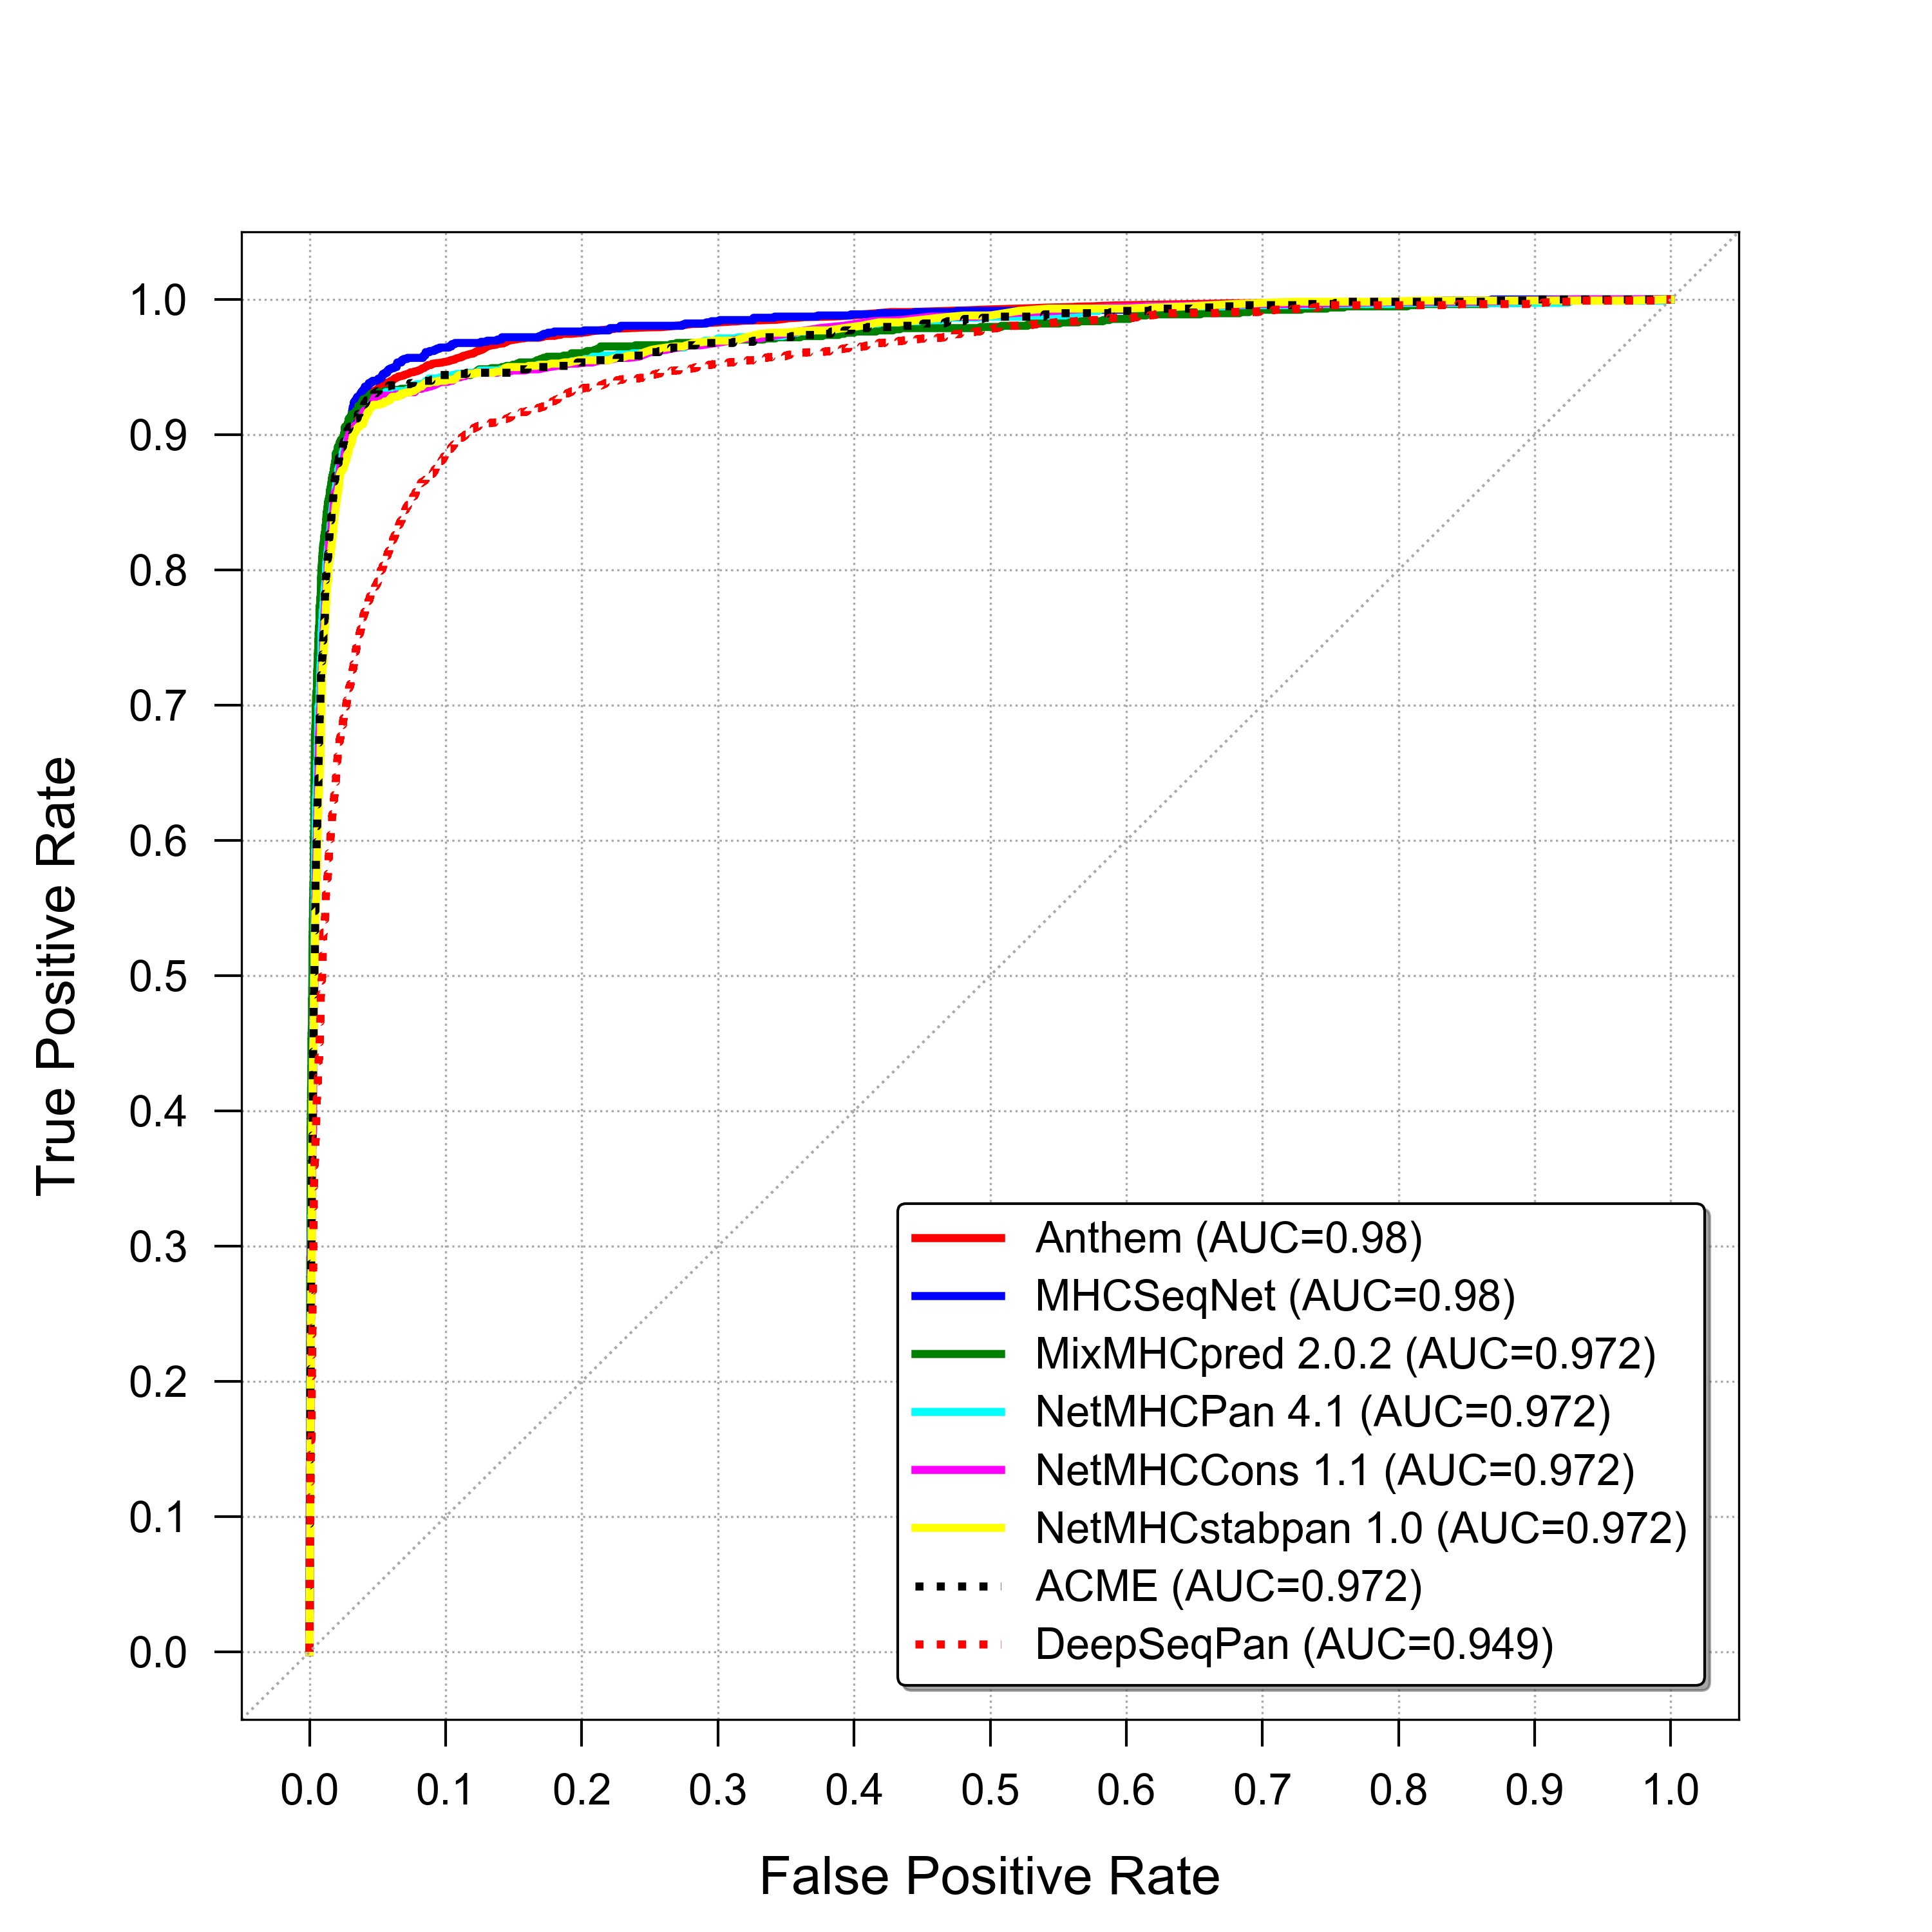 1.0
0.9
0.8
0.7
0.6
0.5
0.4
0.3
0.2
0.1
0.0
True Positive Rate
Anthem (AUC=0.98)
MHCSeqNet (AUC=0.98)
MixMHCpred 2.0.2 (AUC=0.972)
NetMHCPan 4.1 (AUC=0.972)
NetMHCCons 1.1 (AUC=0.972)
NetMHCstabpan 1.0 (AUC=0.972)
ACME (AUC=0.972)
DeepSeqPan (AUC=0.949)
0.0 0.1 0.2 0.3 0.4 0.5 0.6 0.7 0.8 0.9 1.0
False Positive Rate